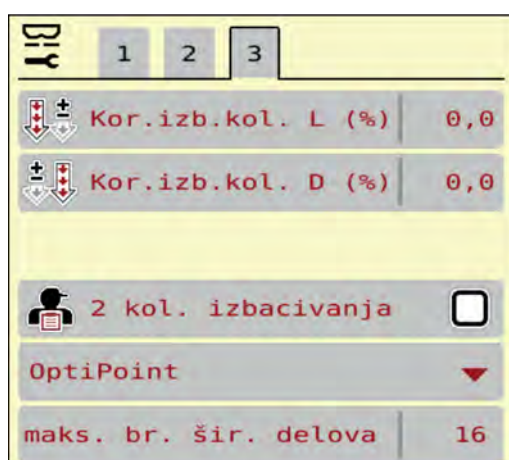 1 2 3
Kor.izb.kol. L (%) 0,0
Kor.izb.kol. D (%) 0,0
2 kol. izbacivanja
OptiPoint
maks. br. šir. delova 16